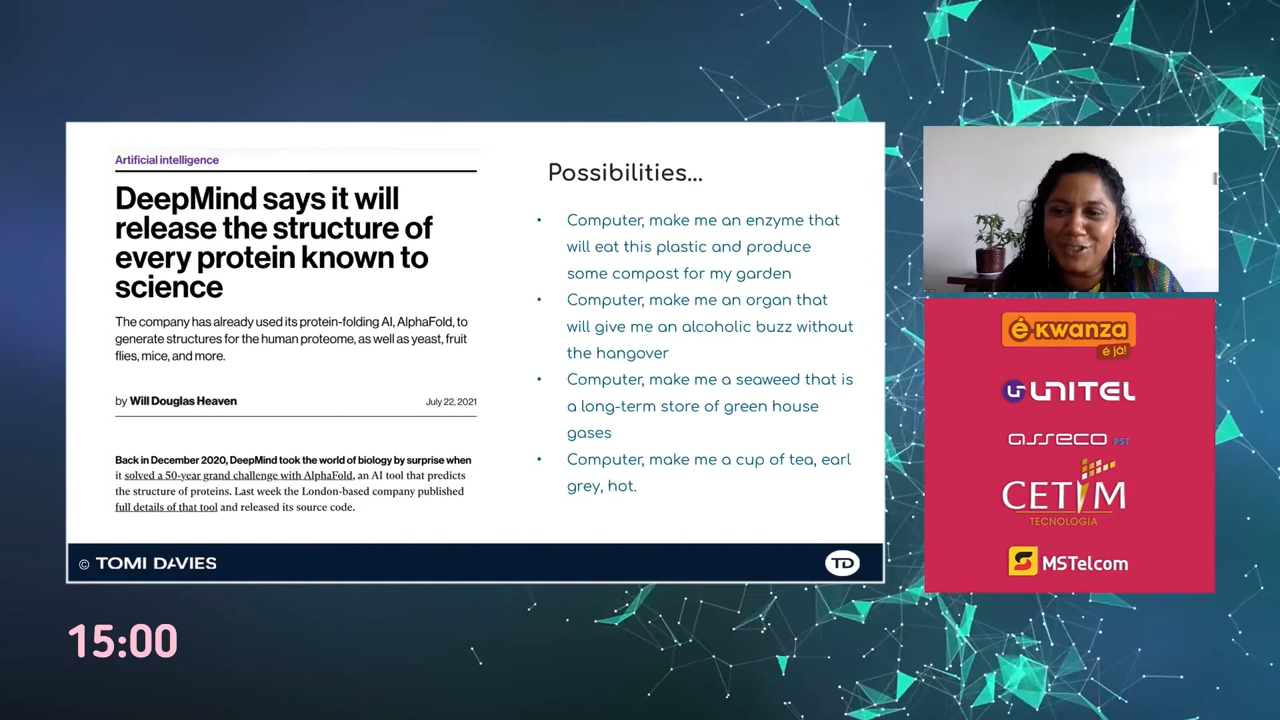 Artificial intelligence
DeepMind says it will
release the structure of
every protein known to
science
The company has already used its protein-folding AI, AlphaFold, to
generate structures for the human proteome, as well as yeast, fruit
flies, mice, and more.
by Will Douglas Heaven
July 22, 2021
Back in December 2020, DeepMind took the world of biology by surprise when
it solved a 50-year grand challenge with AlphaFold, an AI tool that predicts
the structure of proteins. Last week the London-based company published
full details of that tool and released its source code.
Possibilities...
• Computer, make me an enzyme that
will eat this plastic and produce
some compost for my garden
• Computer, make me an organ that
will give me an alcoholic buzz without
the hangover
• Computer, make me a seaweed that is
a long-term store of green house
gases
• Computer, make me a cup of tea, earl
grey, hot.
© TOMI DAVIES
TD
é-kwanza
é já!
UNITEL
asseco PST
CETIM
TECNOLOGIA
MSTelcom
15:00